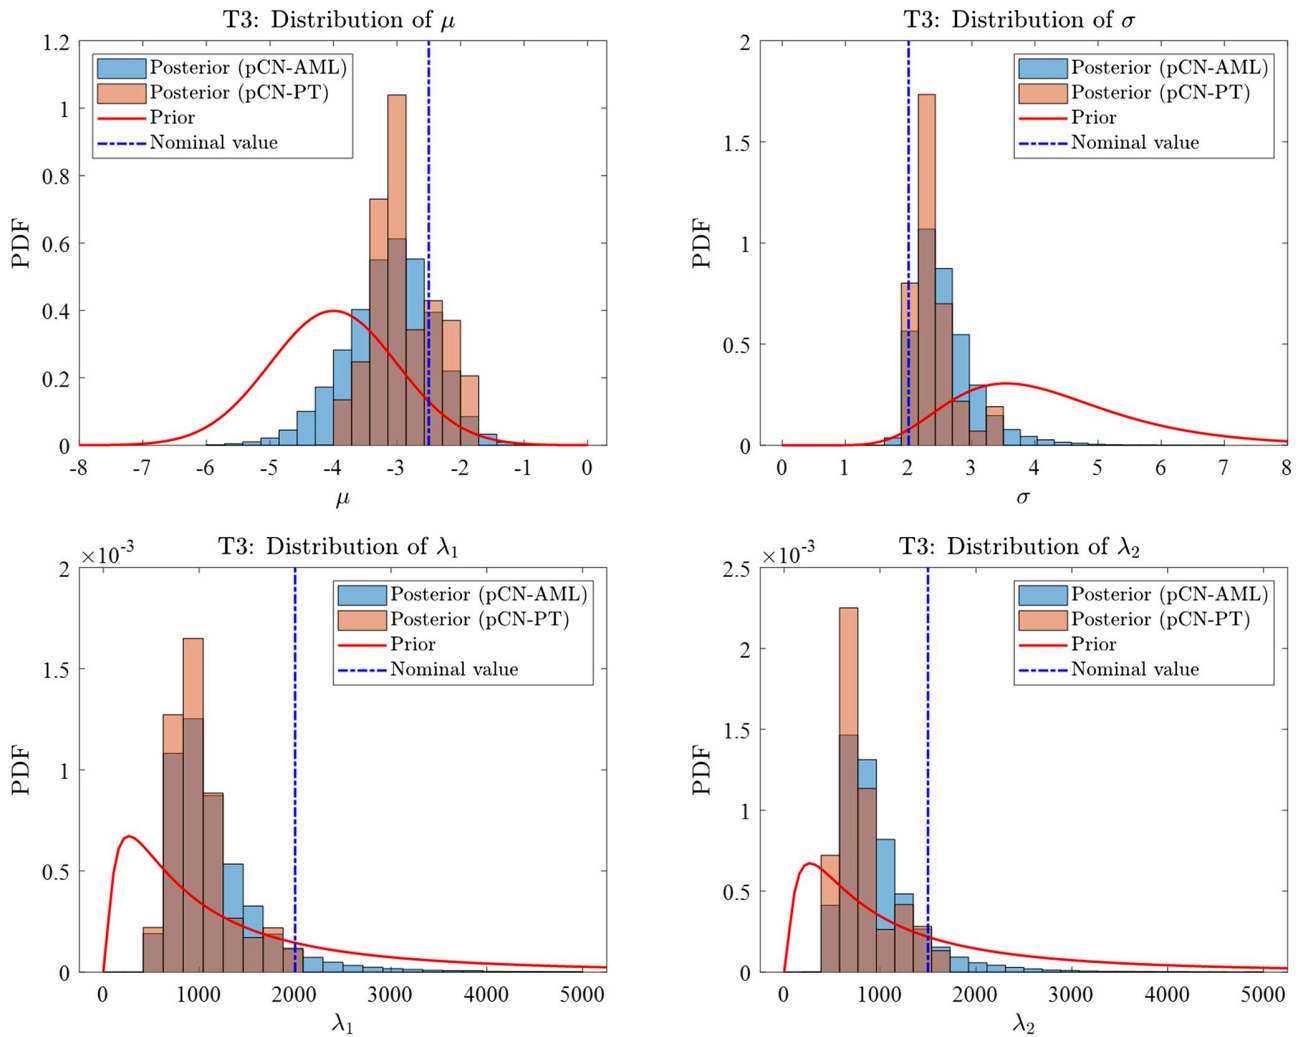 T3: Distribution of μ
1.2
1
0.8
0.6
0.4
0.2
0
PDF
Posterior (pCN-AML)
Posterior (pCN-PT)
Prior
Nominal value
-8 -7 -6 -5 -4 -3 -2 -1 0
μ
T3: Distribution of σ
2
1.5
1
0.5
0
PDF
Posterior (pCN-AML)
Posterior (pCN-PT)
Prior
Nominal value
0 1 2 3 4 5 6 7 8
σ
T3: Distribution of λ₁
×10⁻³
2
1.5
1
0.5
0
PDF
Posterior (pCN-AML)
Posterior (pCN-PT)
Prior
Nominal value
0 1000 2000 3000 4000 5000
λ₁
T3: Distribution of λ₂
×10⁻³
2.5
2
1.5
1
0.5
0
PDF
Posterior (pCN-AML)
Posterior (pCN-PT)
Prior
Nominal value
0 1000 2000 3000 4000 5000
λ₂